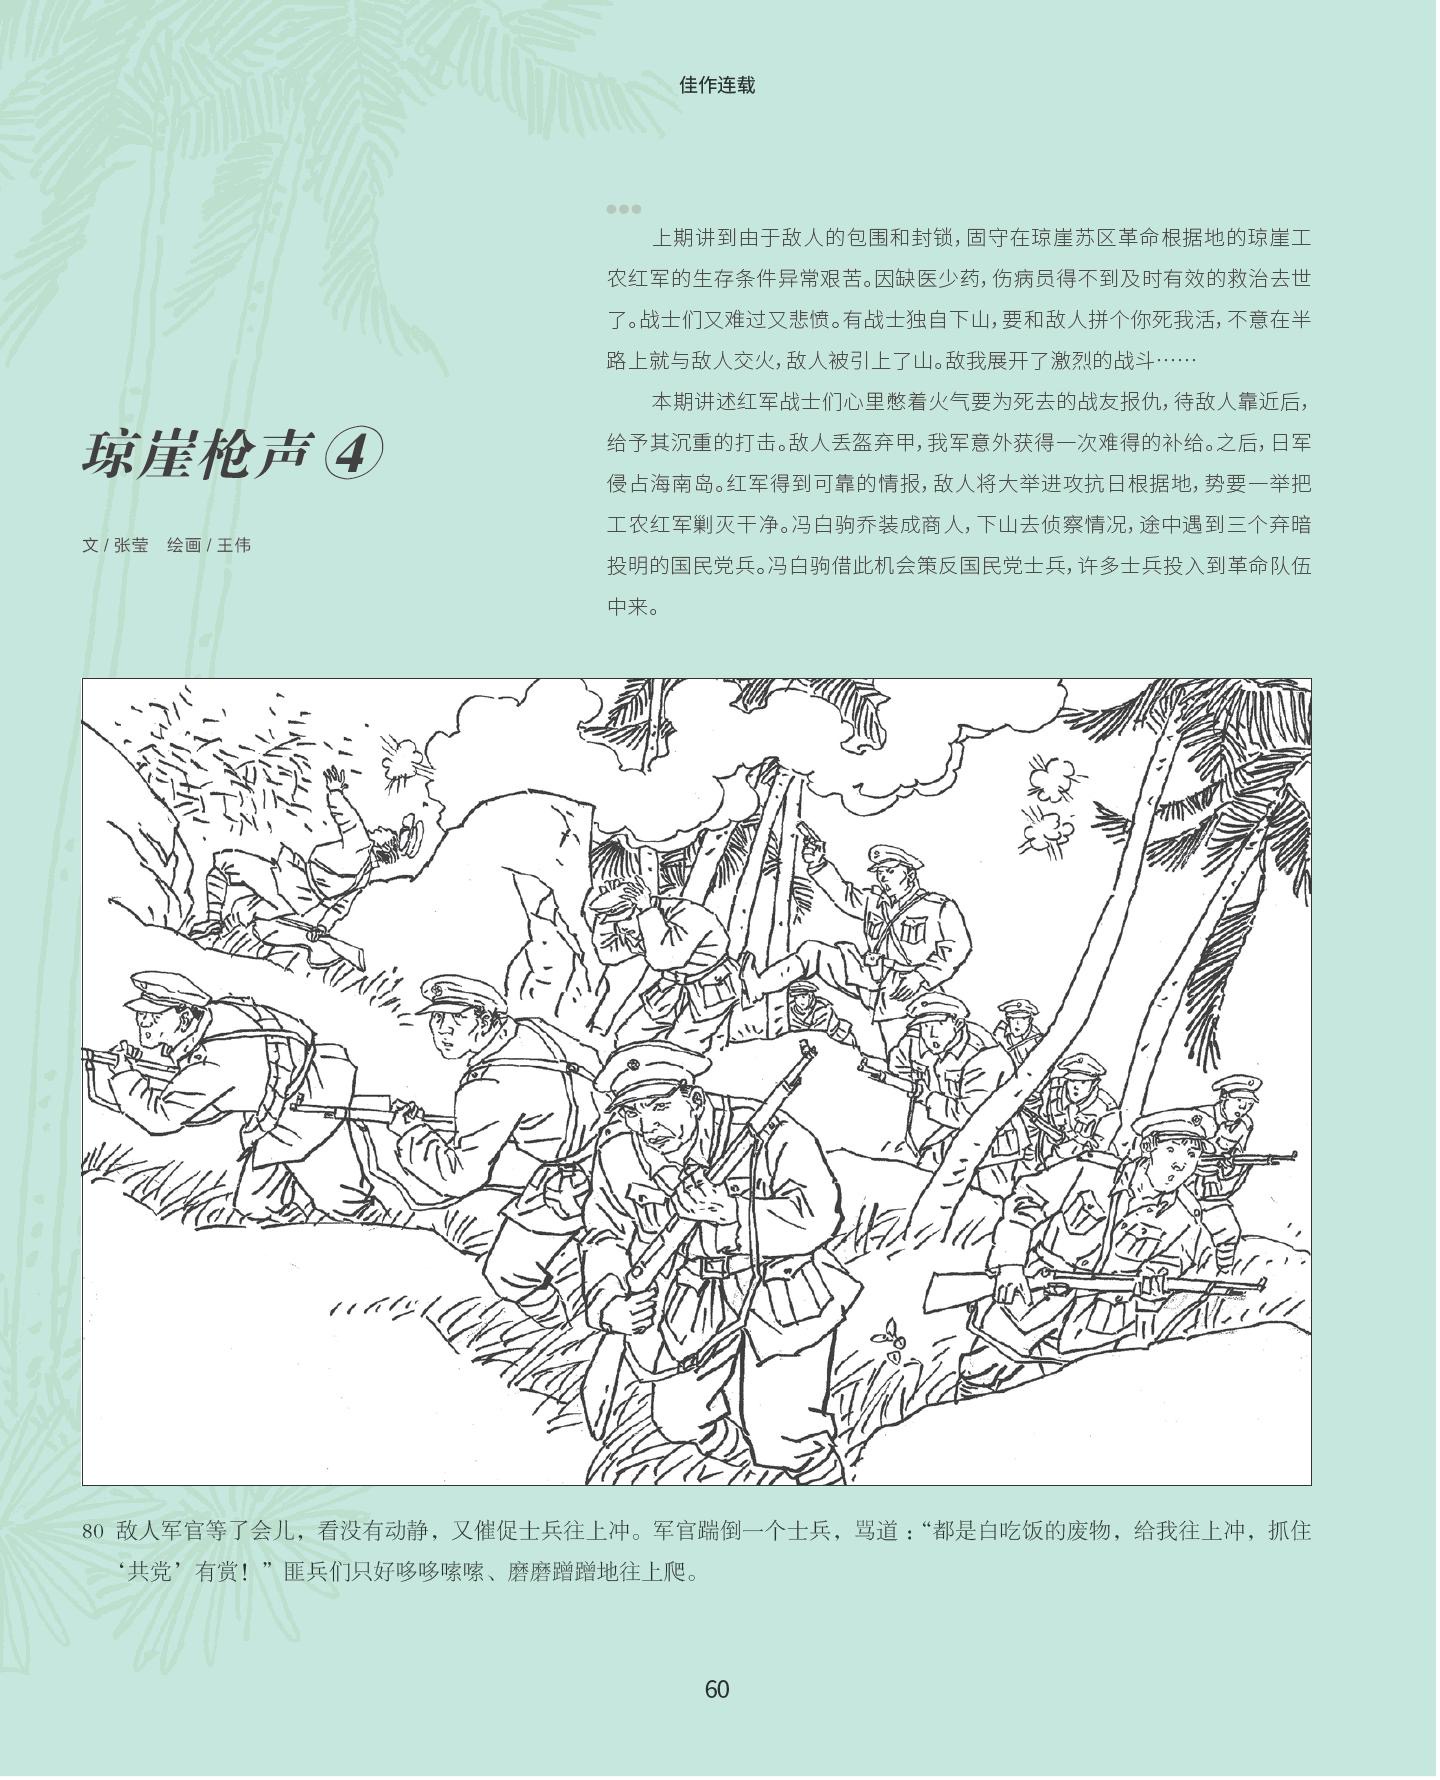 佳作连载
上期讲到由于敌人的包围和封锁，固守在琼崖苏区革命根据地的琼崖工
农红军的生存条件异常艰苦。因缺医少药，伤病员得不到及时有效的救治去世
了。战士们又难过又悲愤。有战士独自下山，要和敌人拼个你死我活，不意在半
路上就与敌人交火，敌人被引上了山。敌我展开了激烈的战斗……
本期讲述红军战士们心里憋着火气要为死去的战友报仇，待敌人靠近后，
给予其沉重的打击。敌人丢盔弃甲，我军意外获得一次难得的补给。之后，日军
侵占海南岛。红军得到可靠的情报，敌人将大举进攻抗日根据地，势要一举把
工农红军剿灭干净。冯白驹乔装成商人，下山去侦察情况，途中遇到三个弃暗
投明的国民党兵。冯白驹借此机会策反国民党士兵，许多士兵投入到革命队伍
中来。
琼崖枪声④
文/张莹　绘画/王伟
80 敌人军官等了会儿，看没有动静，又催促士兵往上冲。军官踹倒一个士兵，骂道：“都是白吃饭的废物，给我往上冲，抓住
‘共党’有赏！”匪兵们只好哆哆嗦嗦、磨磨蹭蹭地往上爬。
60